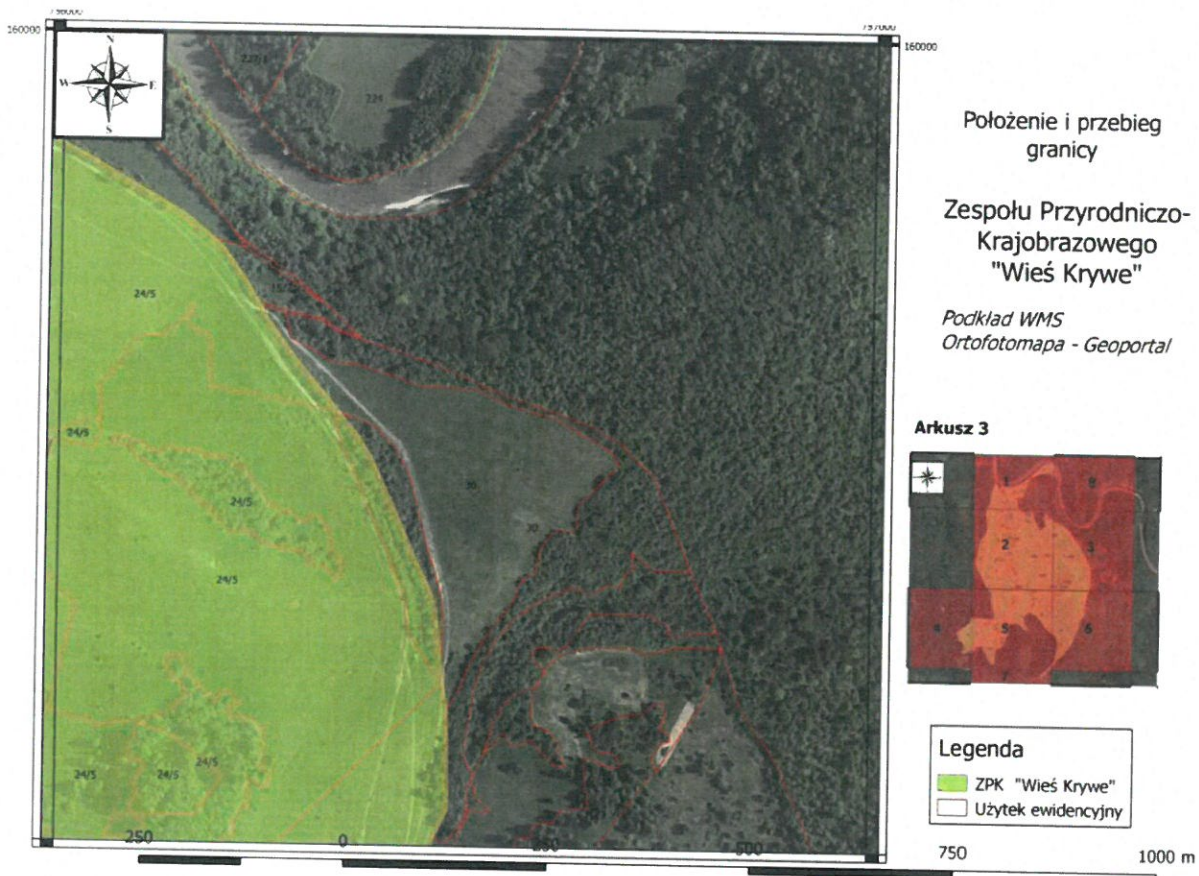 160000
160000
N
W E
S
224
24/5
24/5
24/5
24/5
30
30
24/5
24/5
24/5
250 0 250 500 750 1000 m
Położenie i przebieg
granicy
Zespołu Przyrodniczo-
Krajobrazowego
"Wieś Krywe"
Podkład WMS
Ortofotomapa - Geoportal
Arkusz 3
1 8
2 3
4 5 6
7
Legenda
ZPK "Wieś Krywe"
Użytek ewidencyjny